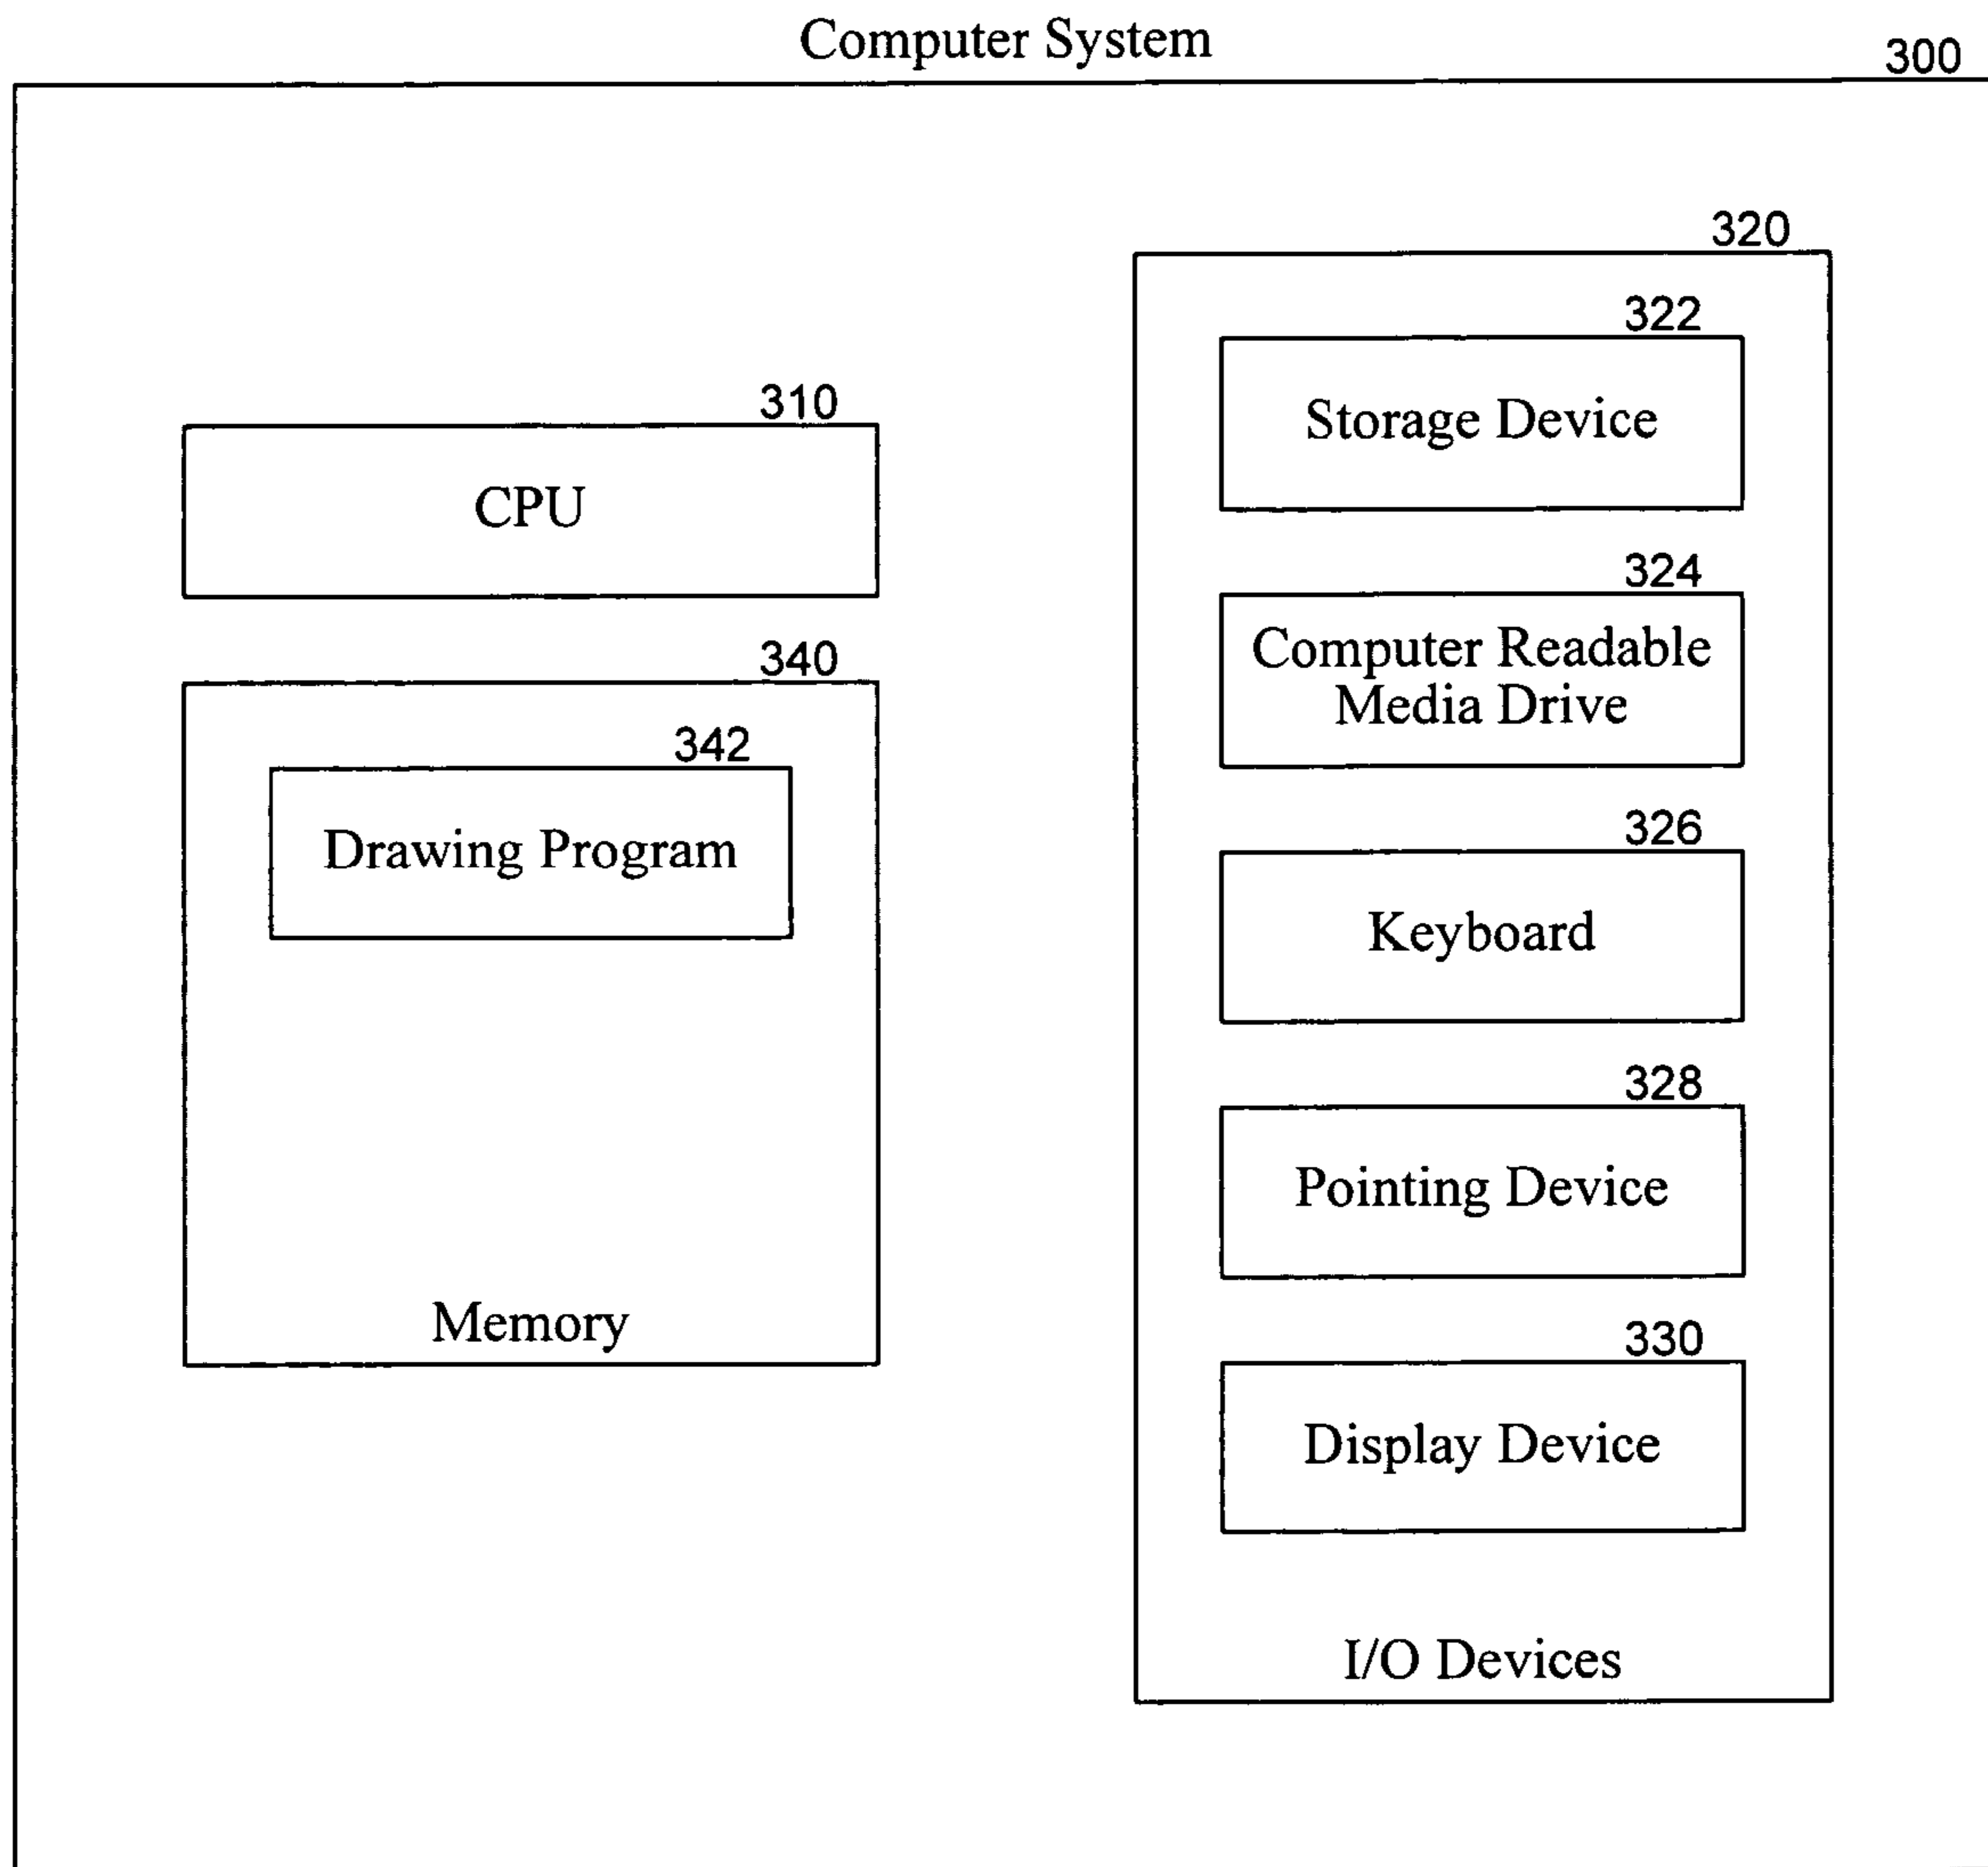 Computer System
300
310
CPU
340
342
Drawing Program
Memory
320
322
Storage Device
324
Computer Readable
Media Drive
326
Keyboard
328
Pointing Device
330
Display Device
I/O Devices